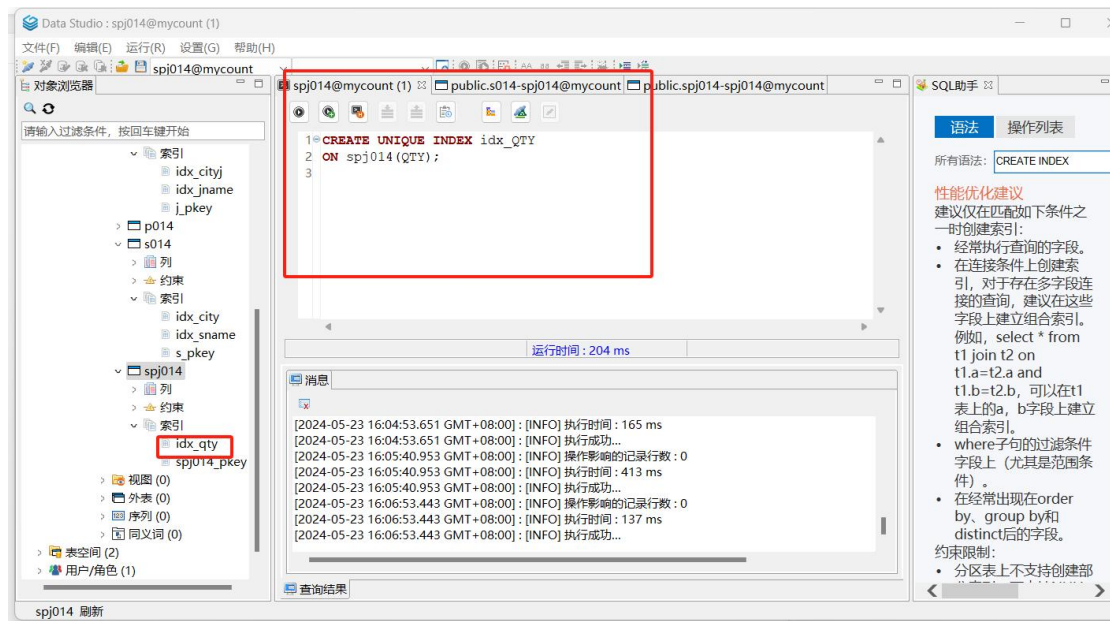 Data Studio : spj014@mycount (1)
文件(F) 编辑(E) 运行(R) 设置(G) 帮助(H)
spj014@mycount
对象浏览器
请输入过滤条件，按回车键开始
索引
idx_cityj
idx_jname
j_pkey
p014
s014
列
约束
索引
idx_city
idx_sname
s_pkey
spj014
列
约束
索引
idx_qty
spj014_pkey
视图 (0)
外表 (0)
序列 (0)
同义词 (0)
表空间 (2)
用户/角色 (1)
spj014 刷新
spj014@mycount (1) public.s014-spj014@mycount public.spj014-spj014@mycount
1 CREATE UNIQUE INDEX idx_QTY
2 ON spj014(QTY);
3
运行时间 : 204 ms
消息
[2024-05-23 16:04:53.651 GMT+08:00] : [INFO] 执行时间 : 165 ms
[2024-05-23 16:04:53.651 GMT+08:00] : [INFO] 执行成功...
[2024-05-23 16:05:40.953 GMT+08:00] : [INFO] 操作影响的记录行数 : 0
[2024-05-23 16:05:40.953 GMT+08:00] : [INFO] 执行时间 : 413 ms
[2024-05-23 16:05:40.953 GMT+08:00] : [INFO] 执行成功...
[2024-05-23 16:06:53.443 GMT+08:00] : [INFO] 操作影响的记录行数 : 0
[2024-05-23 16:06:53.443 GMT+08:00] : [INFO] 执行时间 : 137 ms
[2024-05-23 16:06:53.443 GMT+08:00] : [INFO] 执行成功...
查询结果
SQL助手
语法 操作列表
所有语法: CREATE INDEX
性能优化建议
建议仅在匹配如下条件之
一时创建索引：
• 经常执行查询的字段。
• 在连接条件上创建索
引，对于存在多字段连
接的查询，建议在这些
字段上建立组合索引。
例如，select * from
t1 join t2 on
t1.a=t2.a and
t1.b=t2.b，可以在t1
表上的a，b字段上建立
组合索引。
• where子句的过滤条件
字段上（尤其是范围条
件）。
• 在经常出现在order
by、group by和
distinct后的字段。
约束限制：
• 分区表上不支持创建部